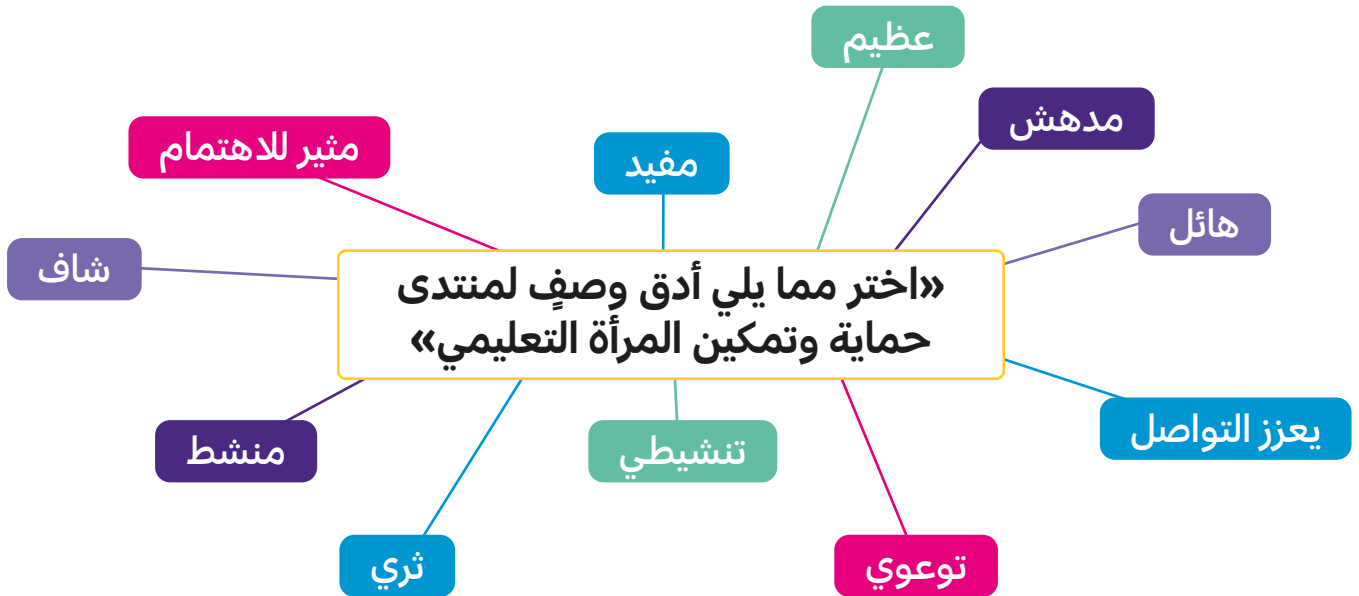 عظيم
مدهش
مثير للاهتمام
مفيد
هائل
شاف
«اختر مما يلي أدق وصفٍ لمنتدى
حماية وتمكين المرأة التعليمي»
يعزز التواصل
تنشيطي
منشط
توعوي
ثري